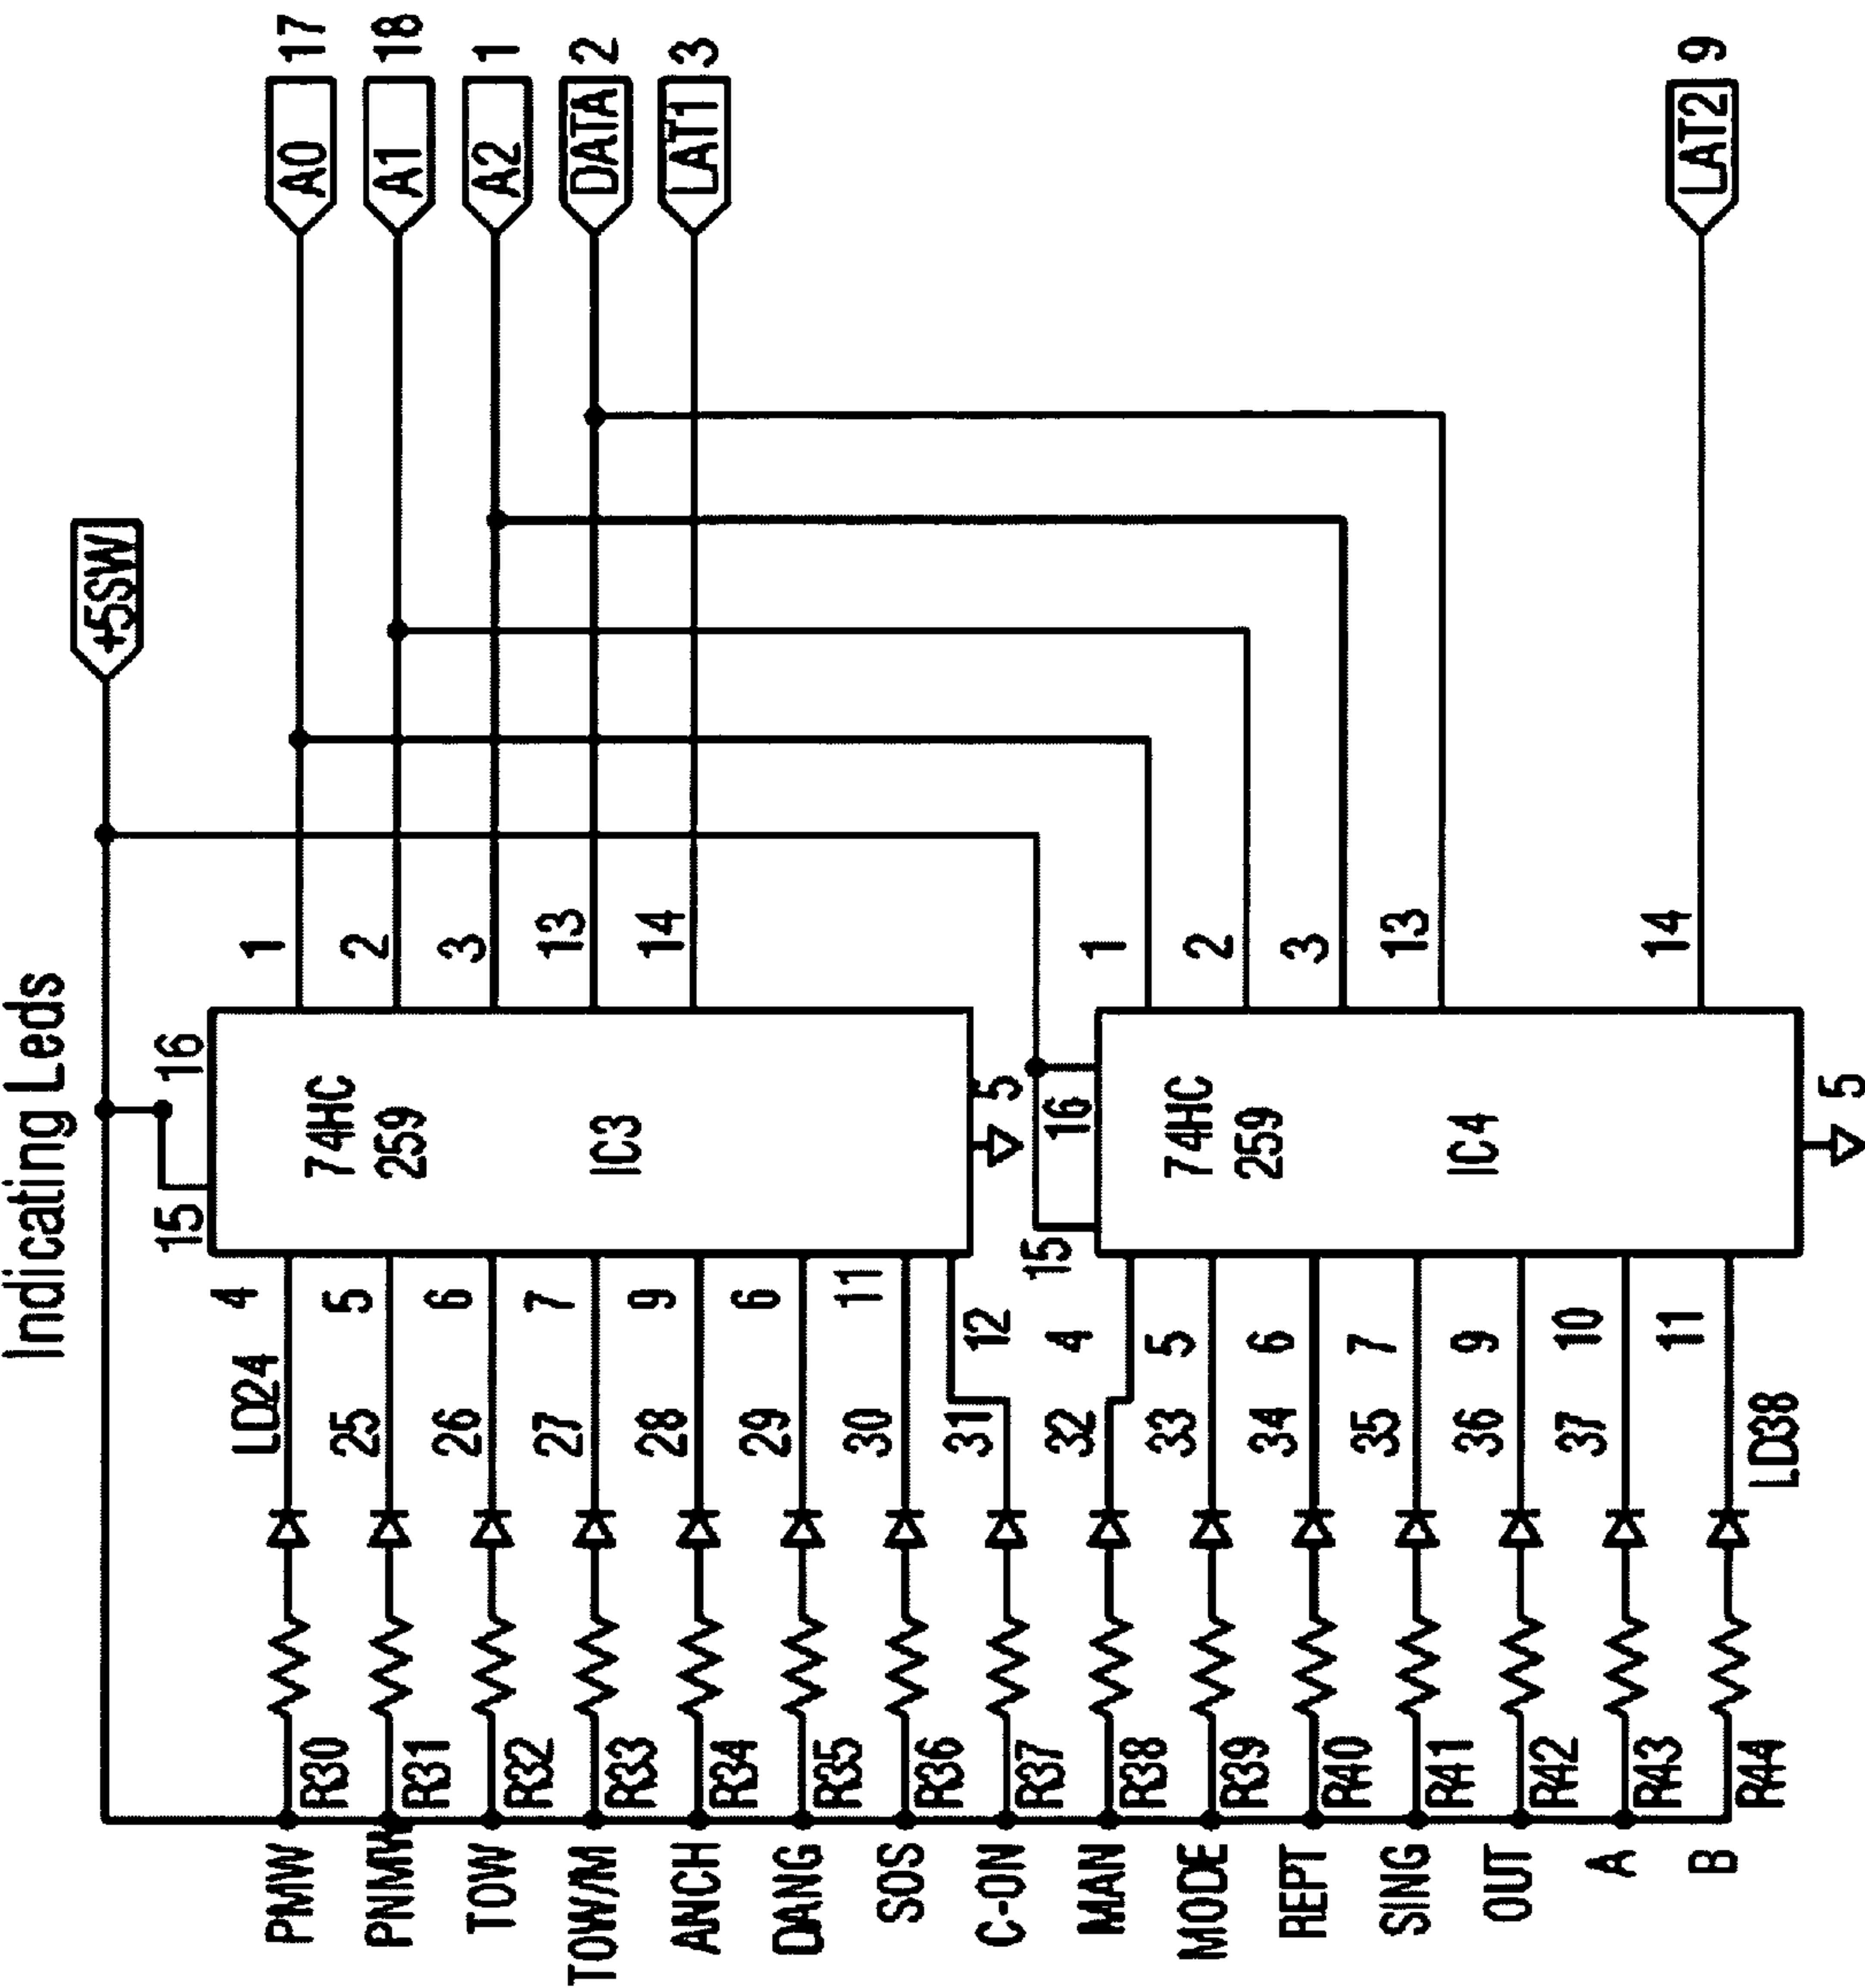 Indicating Leds
+5SW
A0 17
A1 18
A2 1
DATA 2
LAT1 3
LAT2 9
16
15
1
2
3
13
14
74HC
259
IC3
5
4
5
6
7
9
6
11
12
16
15
1
2
3
13
14
74HC
259
IC4
5
4
5
6
7
9
10
11
LD24
25
26
27
28
29
30
31
32
33
34
35
36
37
LD38
R30
R31
R32
R33
R34
R35
R36
R37
R38
R39
R40
R41
R42
R43
R44
PMW
PNMW
TOW
TOW/M
ANCH
DANG
SOS
C-ON
MAN
MODE
REPT
SING
OUT
A
B